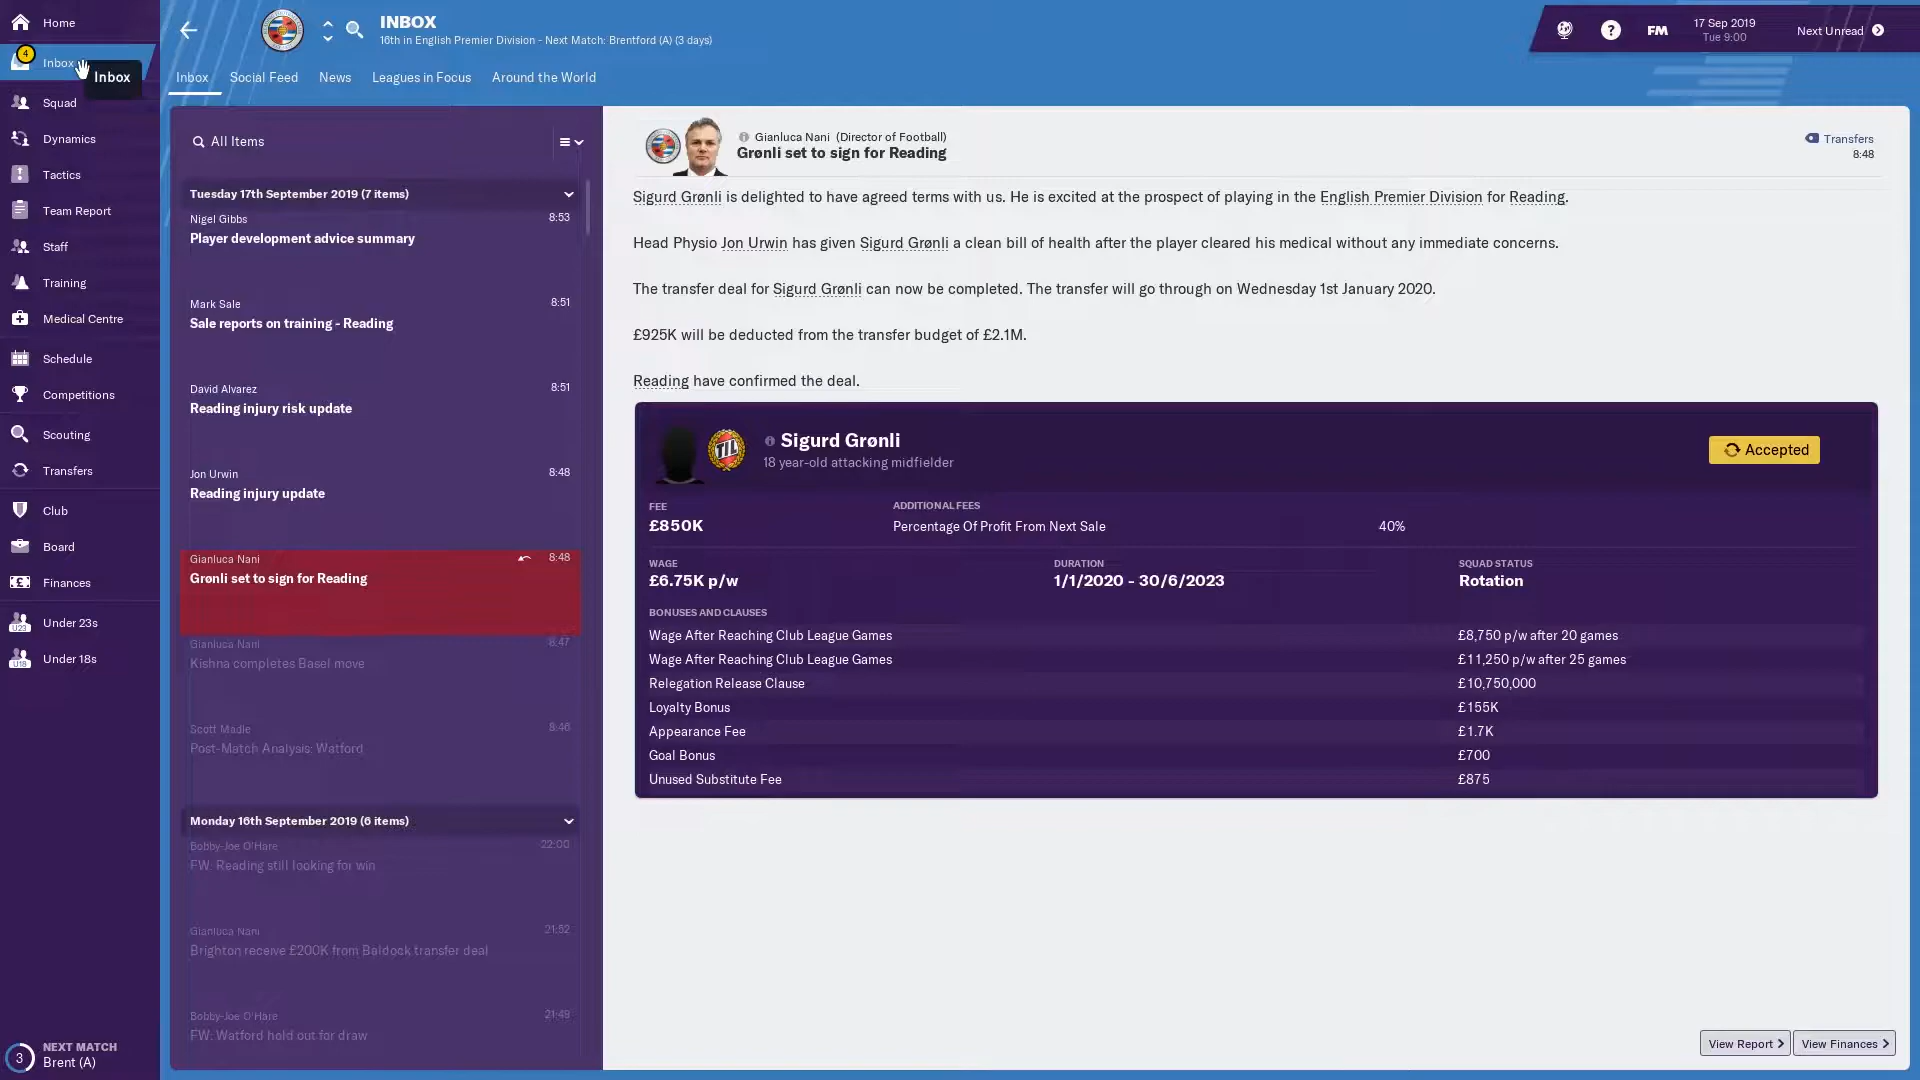 Home
4
Inbox
Inbox
Squad
Dynamics
Tactics
Team Report
Staff
Training
Medical Centre
Schedule
Competitions
Scouting
Transfers
Club
Board
Finances
U23
Under 23s
U18
Under 18s
3
NEXT MATCH
Brent (A)
INBOX
16th in English Premier Division - Next Match: Brentford (A) (3 days)
?
FM
17 Sep 2019
Tue 9:00
Next Unread
Inbox Social Feed News Leagues in Focus Around the World
All Items
Tuesday 17th September 2019 (7 items)
Nigel Gibbs 8:53
Player development advice summary
Mark Sale 8:51
Sale reports on training - Reading
David Alvarez 8:51
Reading injury risk update
Jon Urwin 8:48
Reading injury update
Gianluca Nani 8:48
Grønli set to sign for Reading
Gianluca Nani 8:47
Kishna completes Basel move
Scott Madle 8:46
Post-Match Analysis: Watford
Monday 16th September 2019 (6 items)
Bobby-Joe O'Hare 22:00
FW: Reading still looking for win
Gianluca Nani 21:52
Brighton receive £200K from Baldock transfer deal
Bobby-Joe O'Hare 21:49
FW: Watford hold out for draw
Gianluca Nani (Director of Football)
Grønli set to sign for Reading
Transfers
8:48
Sigurd Grønli is delighted to have agreed terms with us. He is excited at the prospect of playing in the English Premier Division for Reading.
Head Physio Jon Urwin has given Sigurd Grønli a clean bill of health after the player cleared his medical without any immediate concerns.
The transfer deal for Sigurd Grønli can now be completed. The transfer will go through on Wednesday 1st January 2020.
£925K will be deducted from the transfer budget of £2.1M.
Reading have confirmed the deal.
TIL
Sigurd Grønli
18 year-old attacking midfielder
Accepted
FEE ADDITIONAL FEES
£850K Percentage Of Profit From Next Sale 40%
WAGE DURATION SQUAD STATUS
£6.75K p/w 1/1/2020 - 30/6/2023 Rotation
BONUSES AND CLAUSES
Wage After Reaching Club League Games £8,750 p/w after 20 games
Wage After Reaching Club League Games £11,250 p/w after 25 games
Relegation Release Clause £10,750,000
Loyalty Bonus £155K
Appearance Fee £1.7K
Goal Bonus £700
Unused Substitute Fee £875
View Report
View Finances